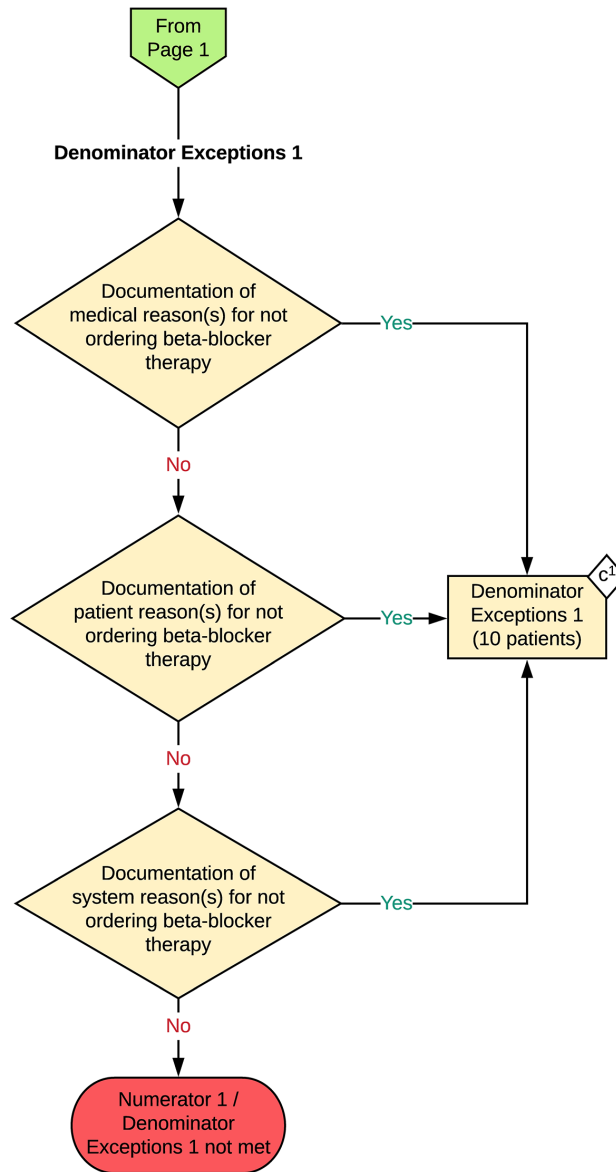 From
Page 1
Denominator Exceptions 1
Documentation of
medical reason(s) for not
ordering beta-blocker
therapy
Yes
No
Documentation of
patient reason(s) for not
ordering beta-blocker
therapy
Yes
c¹
Denominator
Exceptions 1
(10 patients)
No
Documentation of
system reason(s) for not
ordering beta-blocker
therapy
Yes
No
Numerator 1 /
Denominator
Exceptions 1 not met